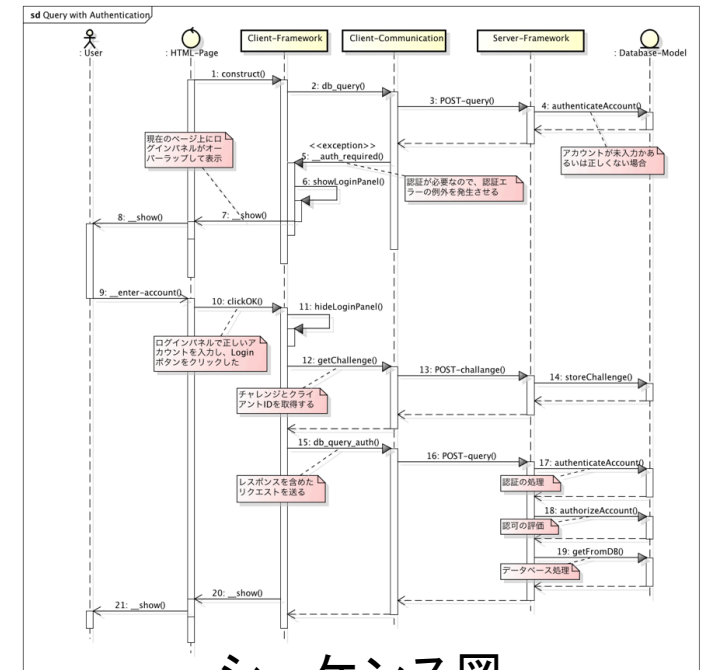 sd Query with Authentication
: User
: HTML-Page
Client-Framework
Client-Communication
Server-Framework
: Database-Model
1: construct()
2: db_query()
3: POST-query()
4: authenticateAccount()
現在のページ上にロ
グインパネルがオー
バーラップして表示
<<exception>>
5: __auth_required()
アカウントが未入力かあ
るいは正しくない場合
6: showLoginPanel()
認証が必要なので、認証エ
ラーの例外を発生させる
7: __show()
8: __show()
9: __enter-account()
10: clickOK()
11: hideLoginPanel()
ログインパネルで正しいア
カウントを入力し、Login
ボタンをクリックした
12: getChallenge()
13: POST-challange()
14: storeChallenge()
チャレンジとクライ
アントIDを取得する
15: db_query_auth()
16: POST-query()
17: authenticateAccount()
レスポンスを含めた
リクエストを送る
認証の処理
18: authorizeAccount()
認可の評価
19: getFromDB()
データベース処理
20: __show()
21: __show()
シーケンス図